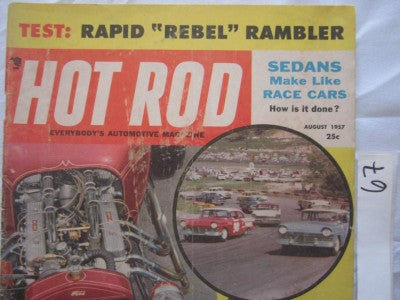 TEST: RAPID "REBEL" RAMBLER
HOT ROD
SEDANS
Make Like
RACE CARS
How is it done?
EVERYBODY'S AUTOMOTIVE MAGAZINE
AUGUST 1957
25c
67